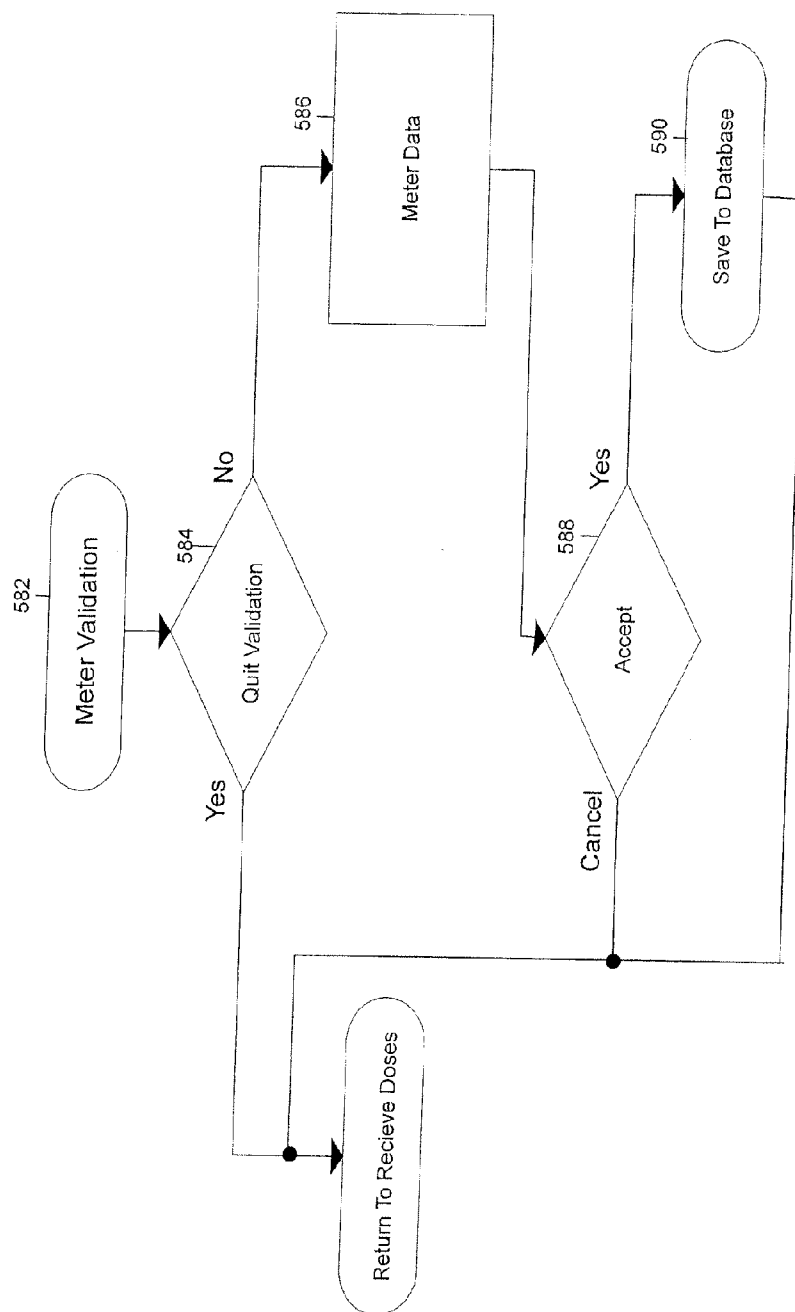 582
Meter Validation
584
Quit Validation
Yes
No
586
Meter Data
588
Accept
Cancel
Yes
590
Save To Database
Return To Recieve Doses